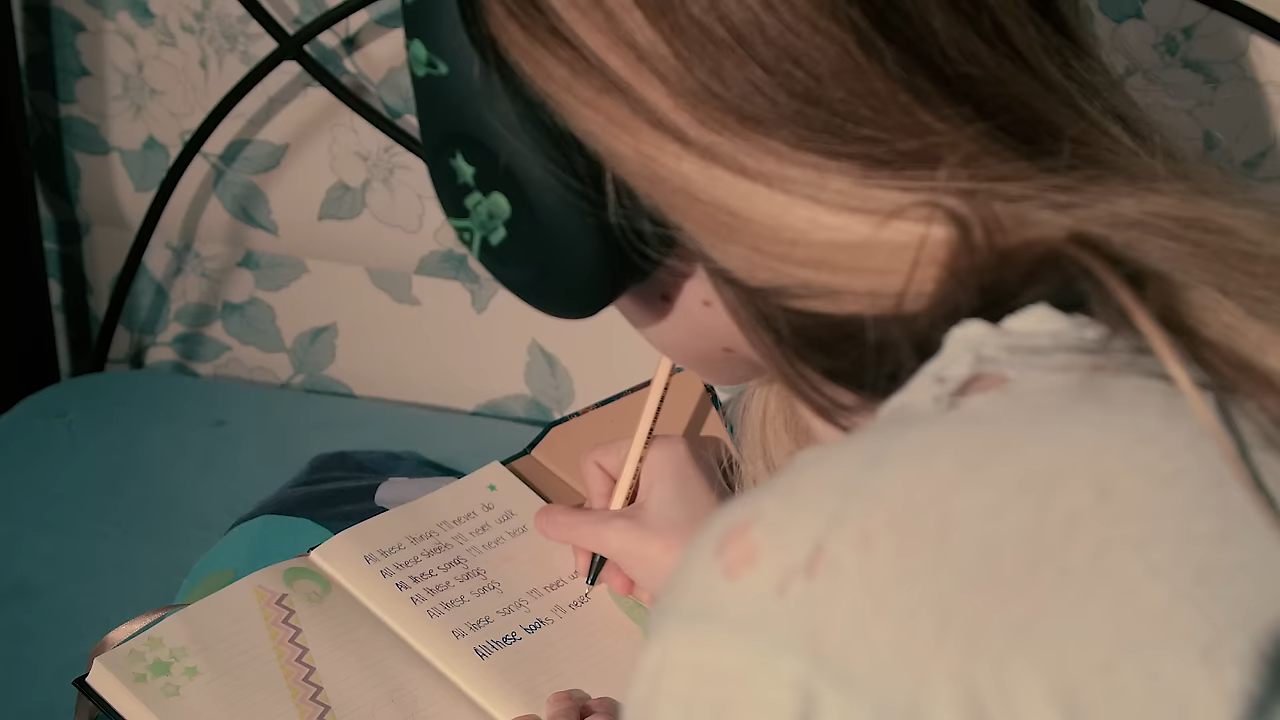 All these things I'll never do
All these streets I'll never walk
All these songs I'll never hear
All these songs
All these songs
All these songs I'll never
All these books I'll never